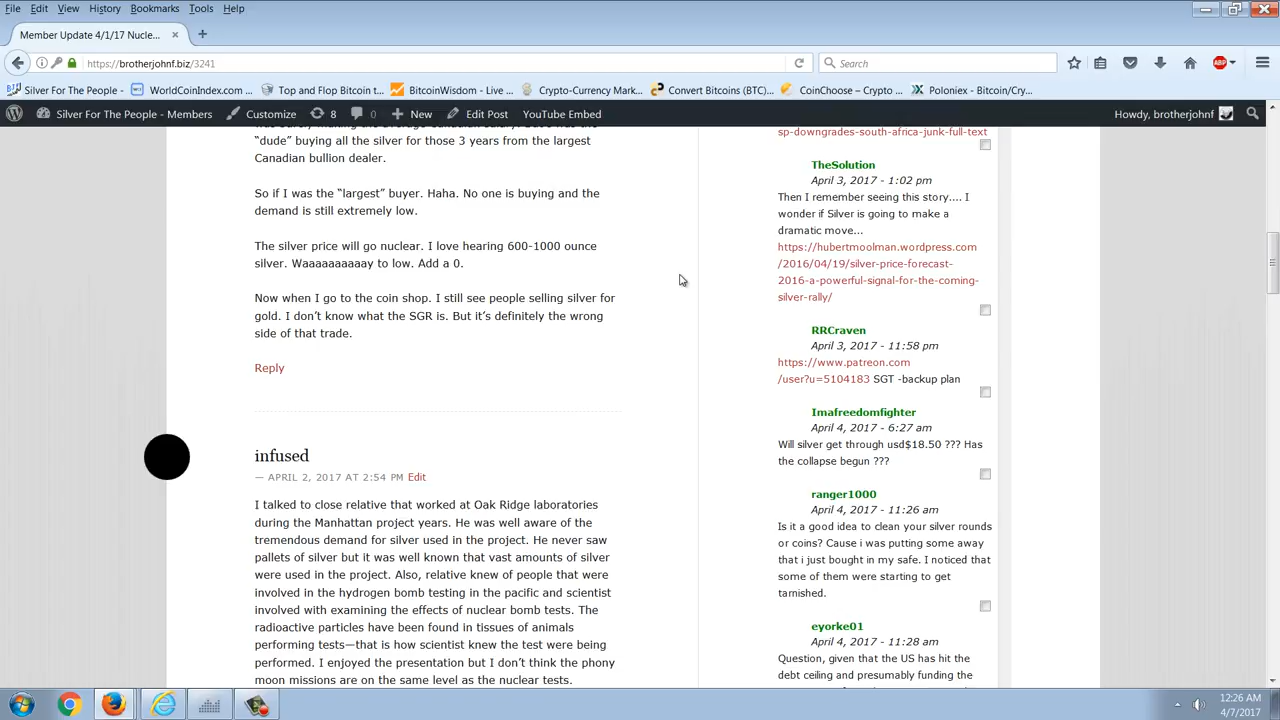 File Edit View History Bookmarks Tools Help
Member Update 4/1/17 Nucle...
https://brotherjohnf.biz/3241
Search
Silver For The People - WorldCoinIndex.com ... Top and Flop Bitcoin t... BitcoinWisdom - Live ... Crypto-Currency Mark... Convert Bitcoins (BTC)... CoinChoose – Crypto ... Poloniex - Bitcoin/Cry...
Silver For The People - Members Customize 8 0 New Edit Post YouTube Embed Howdy, brotherjohnf
"dude" buying all the silver for those 3 years from the largest
Canadian bullion dealer.
So if I was the “largest” buyer. Haha. No one is buying and the
demand is still extremely low.
The silver price will go nuclear. I love hearing 600-1000 ounce
silver. Waaaaaaaaaay to low. Add a 0.
Now when I go to the coin shop. I still see people selling silver for
gold. I don’t know what the SGR is. But it’s definitely the wrong
side of that trade.
Reply
infused
— APRIL 2, 2017 AT 2:54 PM Edit
I talked to close relative that worked at Oak Ridge laboratories
during the Manhattan project years. He was well aware of the
tremendous demand for silver used in the project. He never saw
pallets of silver but it was well known that vast amounts of silver
were used in the project. Also, relative knew of people that were
involved in the hydrogen bomb testing in the pacific and scientist
involved with examining the effects of nuclear bomb tests. The
radioactive particles have been found in tissues of animals
performing tests—that is how scientist knew the test were being
performed. I enjoyed the presentation but I don’t think the phony
moon missions are on the same level as the nuclear tests.
sp-downgrades-south-africa-junk-full-text
TheSolution
April 3, 2017 - 1:02 pm
Then I remember seeing this story.... I
wonder if Silver is going to make a
dramatic move...
https://hubertmoolman.wordpress.com
/2016/04/19/silver-price-forecast-
2016-a-powerful-signal-for-the-coming-
silver-rally/
RRCraven
April 3, 2017 - 11:58 pm
https://www.patreon.com
/user?u=5104183 SGT -backup plan
Imafreedomfighter
April 4, 2017 - 6:27 am
Will silver get through usd$18.50 ??? Has
the collapse begun ???
ranger1000
April 4, 2017 - 11:26 am
Is it a good idea to clean your silver rounds
or coins? Cause i was putting some away
that i just bought in my safe. I noticed that
some of them were starting to get
tarnished.
eyorke01
April 4, 2017 - 11:28 am
Question, given that the US has hit the
debt ceiling and presumably funding the
12:26 AM
4/7/2017